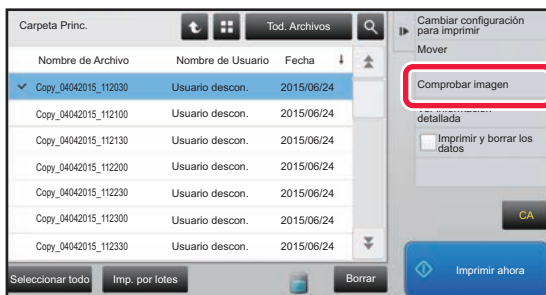 Carpeta Princ.
Tod. Archivos
Nombre de Archivo Nombre de Usuario Fecha
Copy_04042015_112030 Usuario descon. 2015/06/24
Copy_04042015_112100 Usuario descon. 2015/06/24
Copy_04042015_112130 Usuario descon. 2015/06/24
Copy_04042015_112200 Usuario descon. 2015/06/24
Copy_04042015_112230 Usuario descon. 2015/06/24
Copy_04042015_112300 Usuario descon. 2015/06/24
Copy_04042015_112330 Usuario descon. 2015/06/24
Seleccionar todo
Imp. por lotes
Borrar
Cambiar configuración
para imprimir
Mover
Comprobar imagen
detallada
Imprimir y borrar los
datos
CA
Imprimir ahora